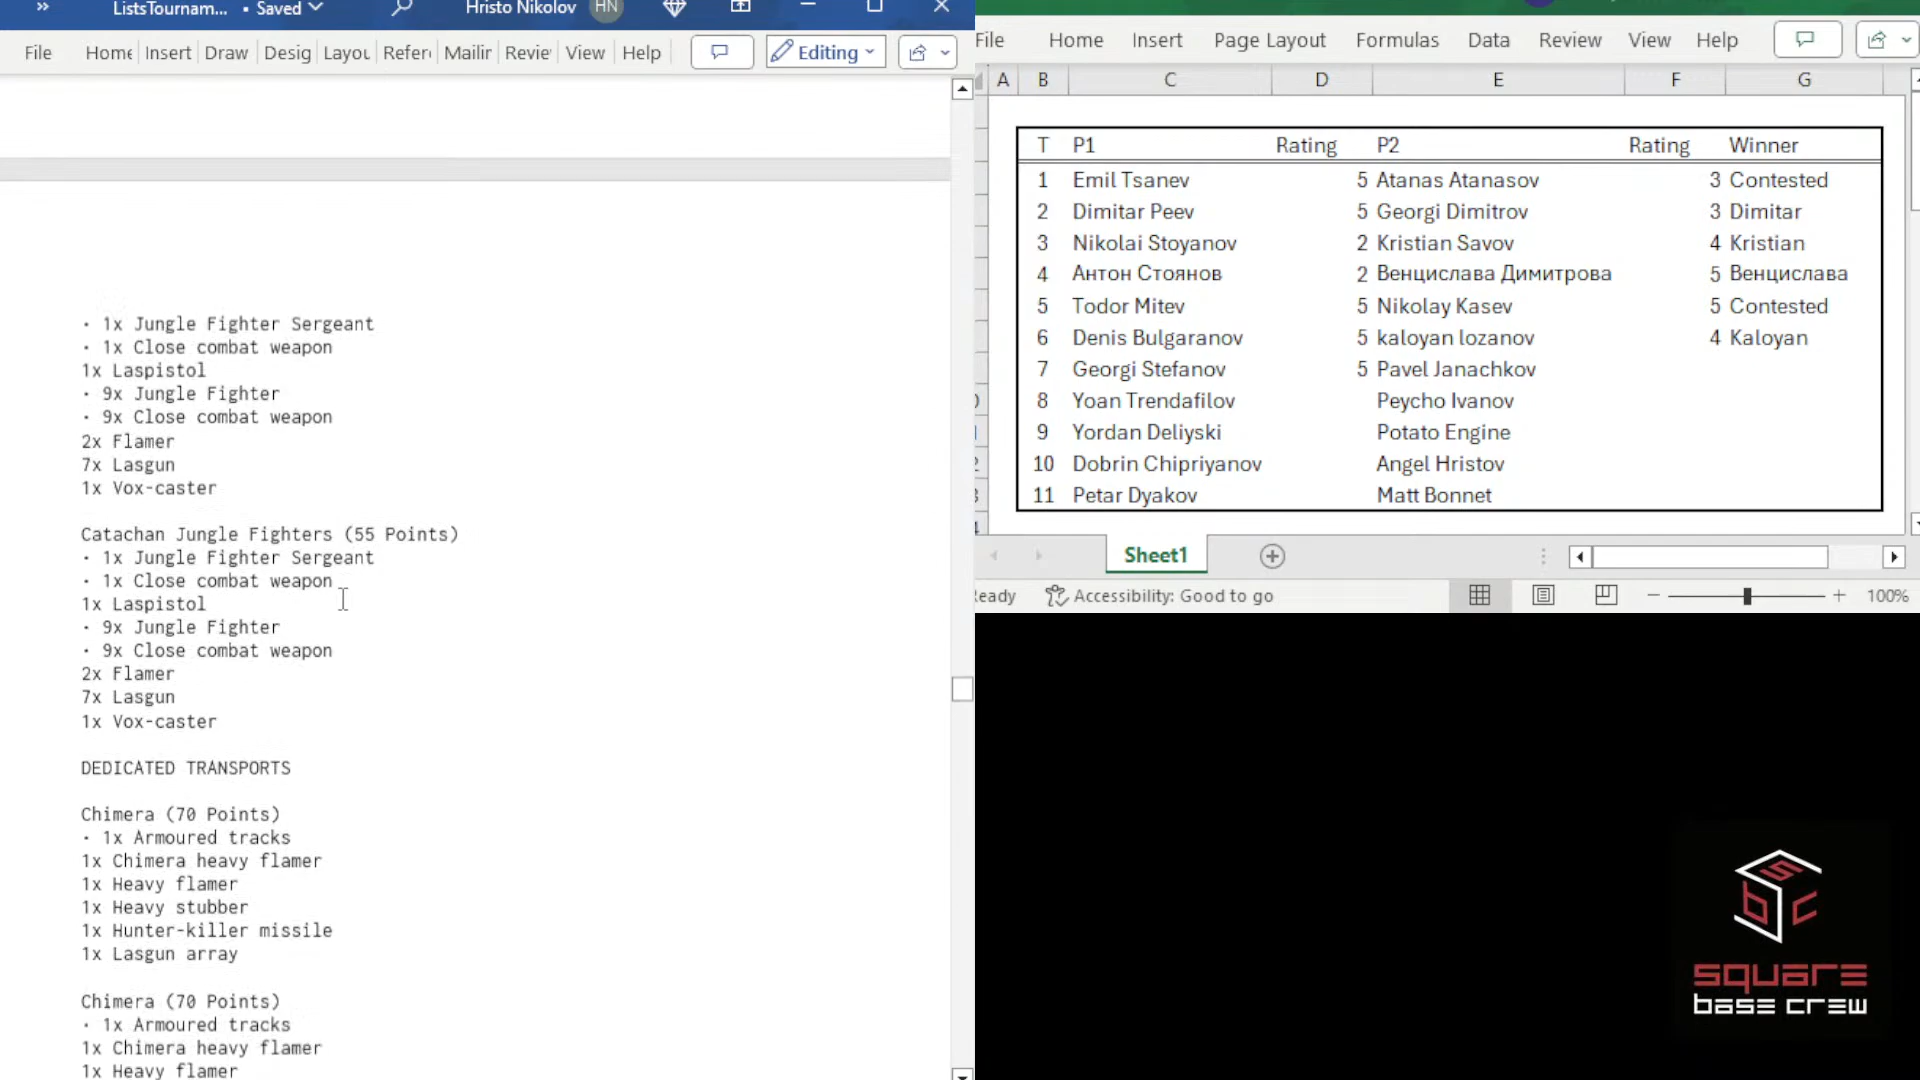 ListsTournam... • Saved
Hristo Nikolov HN
File Home Insert Draw Desig Layou Refer Mailin Revie View Help Editing
· 1x Jungle Fighter Sergeant
· 1x Close combat weapon
1x Laspistol
· 9x Jungle Fighter
· 9x Close combat weapon
2x Flamer
7x Lasgun
1x Vox-caster
Catachan Jungle Fighters (55 Points)
· 1x Jungle Fighter Sergeant
· 1x Close combat weapon
1x Laspistol
· 9x Jungle Fighter
· 9x Close combat weapon
2x Flamer
7x Lasgun
1x Vox-caster
DEDICATED TRANSPORTS
Chimera (70 Points)
· 1x Armoured tracks
1x Chimera heavy flamer
1x Heavy flamer
1x Heavy stubber
1x Hunter-killer missile
1x Lasgun array
Chimera (70 Points)
· 1x Armoured tracks
1x Chimera heavy flamer
1x Heavy flamer
File Home Insert Page Layout Formulas Data Review View Help
A B C D E F G
T P1 Rating P2 Rating Winner
1 Emil Tsanev 5 Atanas Atanasov 3 Contested
2 Dimitar Peev 5 Georgi Dimitrov 3 Dimitar
3 Nikolai Stoyanov 2 Kristian Savov 4 Kristian
4 Антон Стоянов 2 Венцислава Димитрова 5 Венцислава
5 Todor Mitev 5 Nikolay Kasev 5 Contested
6 Denis Bulgaranov 5 kaloyan lozanov 4 Kaloyan
7 Georgi Stefanov 5 Pavel Janachkov
8 Yoan Trendafilov Peycho Ivanov
9 Yordan Deliyski Potato Engine
10 Dobrin Chipriyanov Angel Hristov
11 Petar Dyakov Matt Bonnet
Sheet1
eady Accessibility: Good to go 100%
sbc
square
base crew